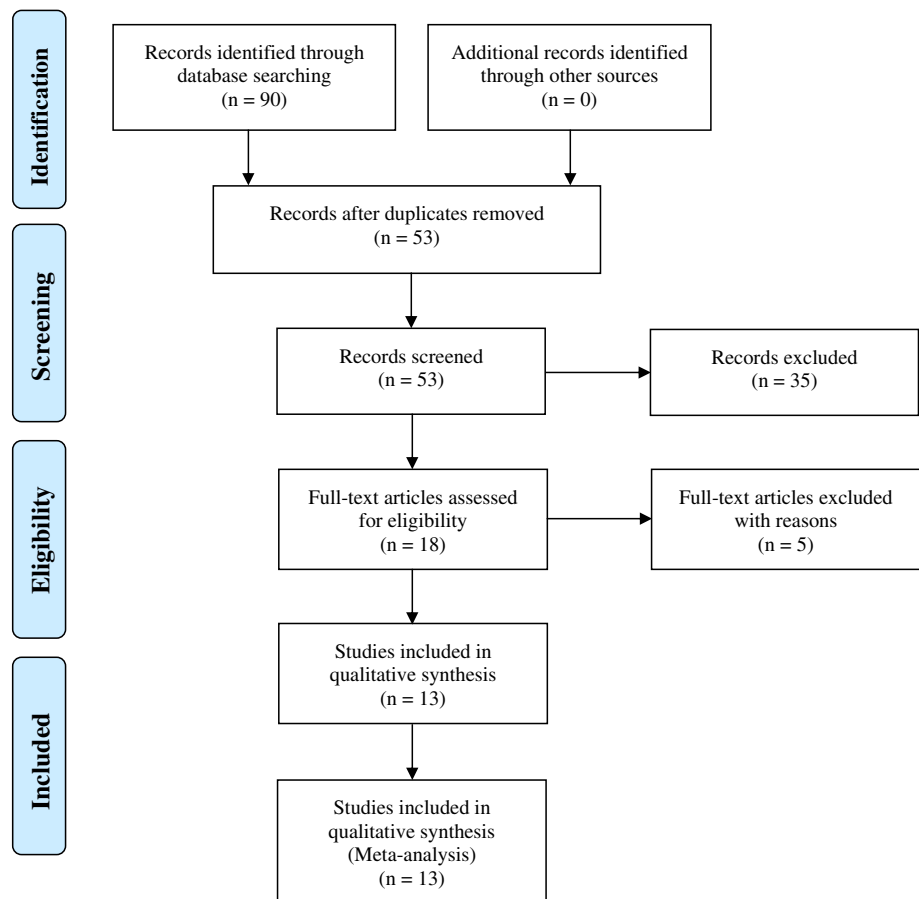 Identification
Records identified through
database searching
(n = 90)
Additional records identified
through other sources
(n = 0)
Records after duplicates removed
(n = 53)
Screening
Records screened
(n = 53)
Records excluded
(n = 35)
Eligibility
Full-text articles assessed
for eligibility
(n = 18)
Full-text articles excluded
with reasons
(n = 5)
Included
Studies included in
qualitative synthesis
(n = 13)
Studies included in
qualitative synthesis
(Meta-analysis)
(n = 13)